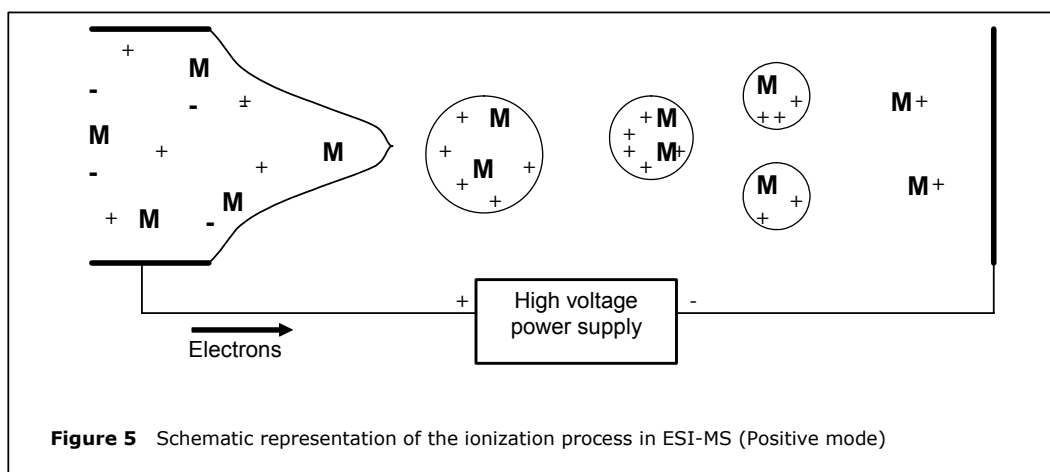 + M
- - ±
M + M
- +
+ M - M
+ M
+ +
M
+ +
+ M
+ M
+ M +
+
M
+ + +
M
+ +
M+
M+
+ High voltage power supply -
Electrons
Figure 5 Schematic representation of the ionization process in ESI-MS (Positive mode)